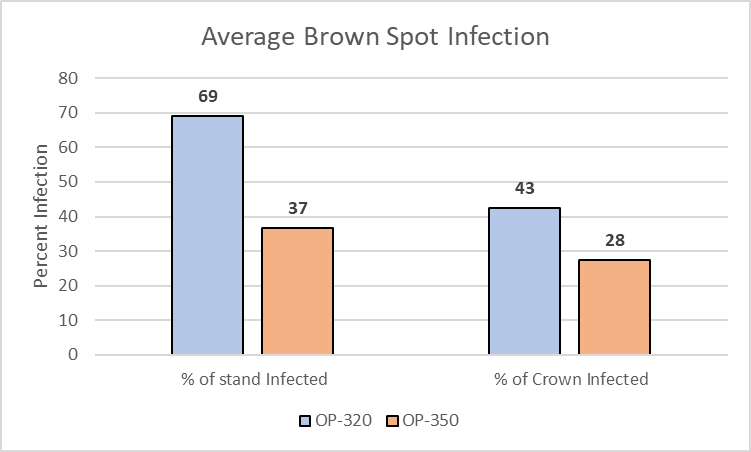 Average Brown Spot Infection
Percent Infection
80
70
60
50
40
30
20
10
0
69
37
43
28
% of stand Infected
% of Crown Infected
OP-320
OP-350